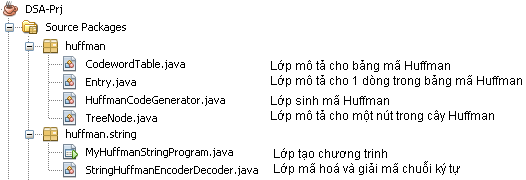 DSA-Prj
Source Packages
huffman
CodewordTable.java Lớp mô tả cho bảng mã Huffman
Entry.java Lớp mô tả cho 1 dòng trong bảng mã Huffman
HuffmanCodeGenerator.java Lớp sinh mã Huffman
TreeNode.java Lớp mô tả cho một nút trong cây Huffman
huffman.string
MyHuffmanStringProgram.java Lớp tạo chương trình
StringHuffmanEncoderDecoder.java Lớp mã hoá và giải mã chuỗi ký tự